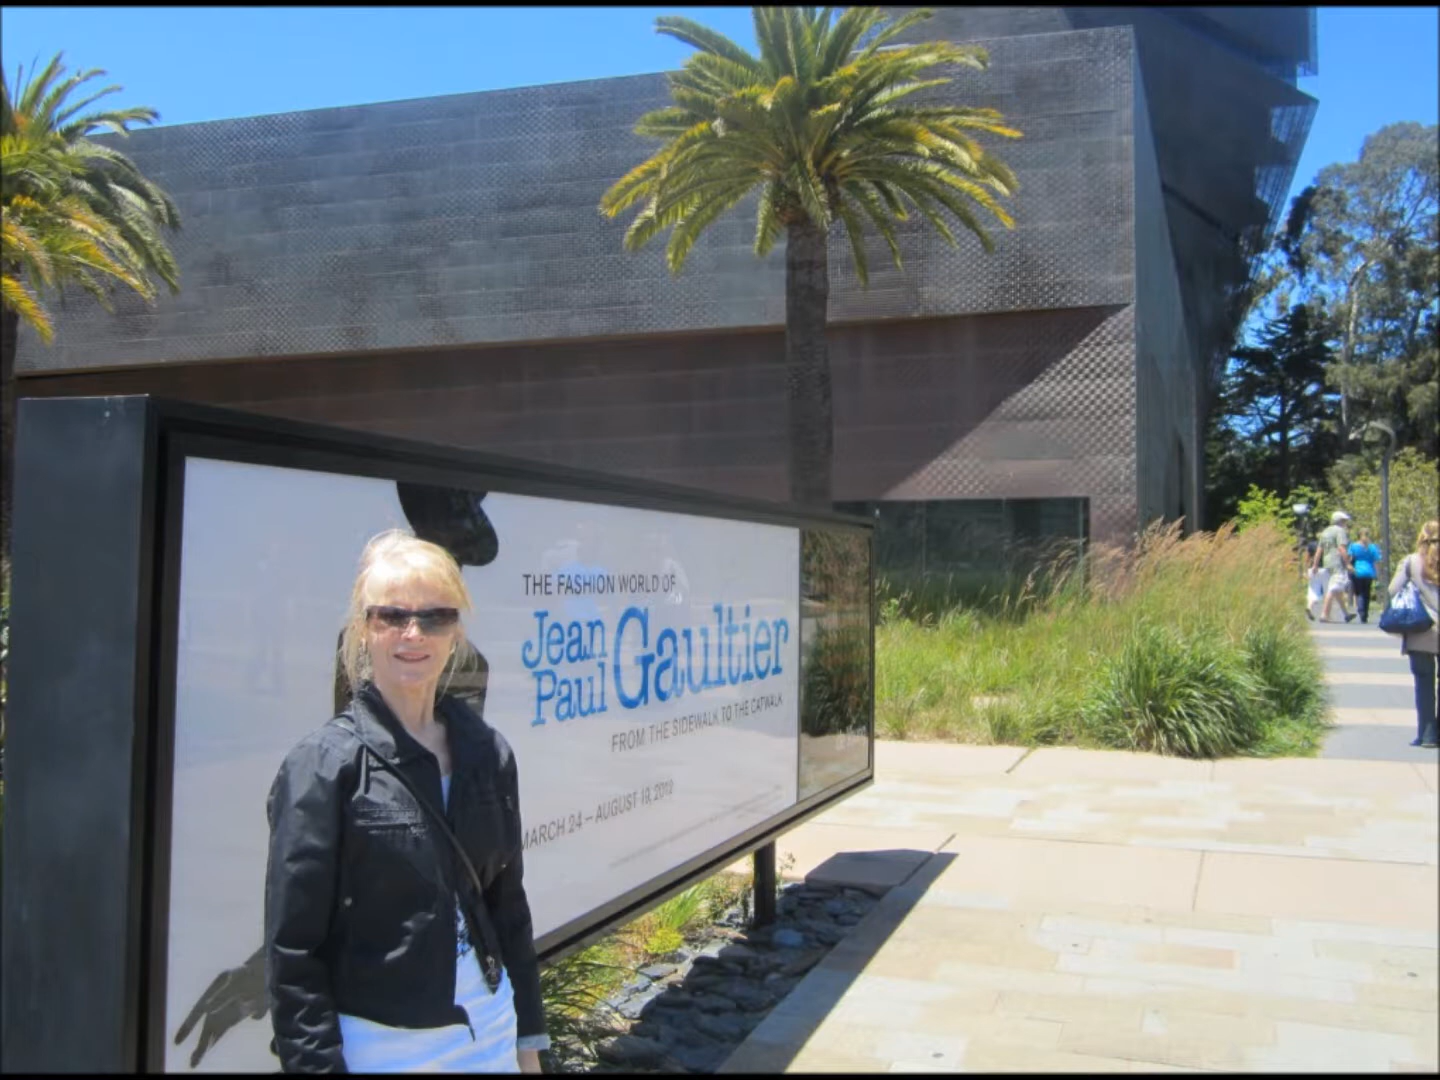 THE FASHION WORLD OF
Jean
Paul Gaultier
FROM THE SIDEWALK TO THE CATWALK
MARCH 24 – AUGUST 19, 2012